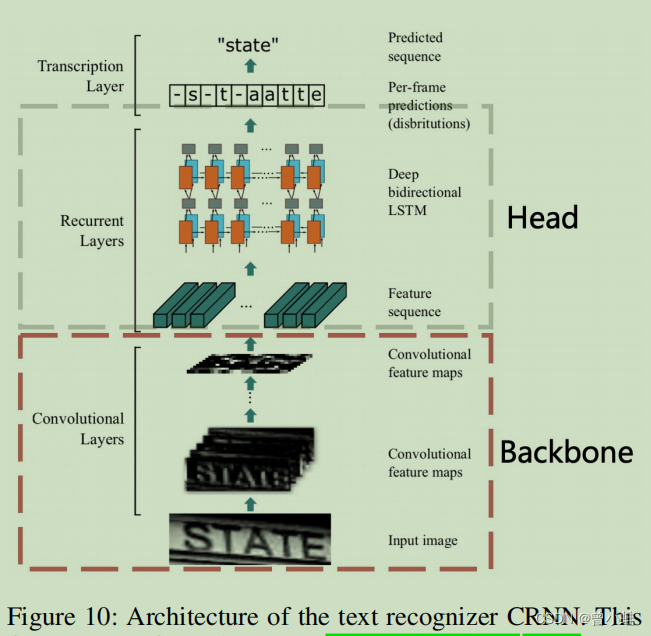 "state"
Predicted
sequence
Transcription
Layer
-s-t-aatte
Per-frame
predictions
(disbritutions)
Deep
bidirectional
LSTM
Head
Recurrent
Layers
Feature
sequence
Convolutional
feature maps
Convolutional
Layers
Convolutional
feature maps
Backbone
STATE
STATE
Input image
Figure 10: Architecture of the text recognizer CRNN. This